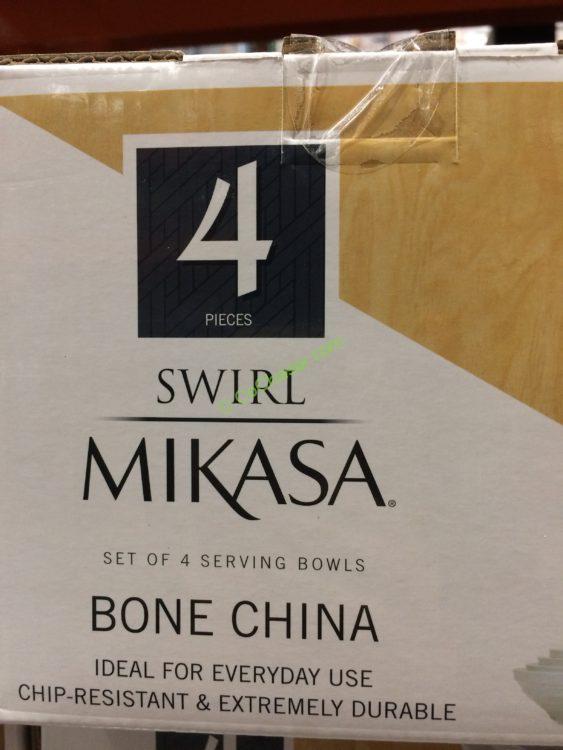 4
PIECES
SWIRL
MIKASA®
SET OF 4 SERVING BOWLS
BONE CHINA
IDEAL FOR EVERYDAY USE
CHIP-RESISTANT & EXTREMELY DURABLE